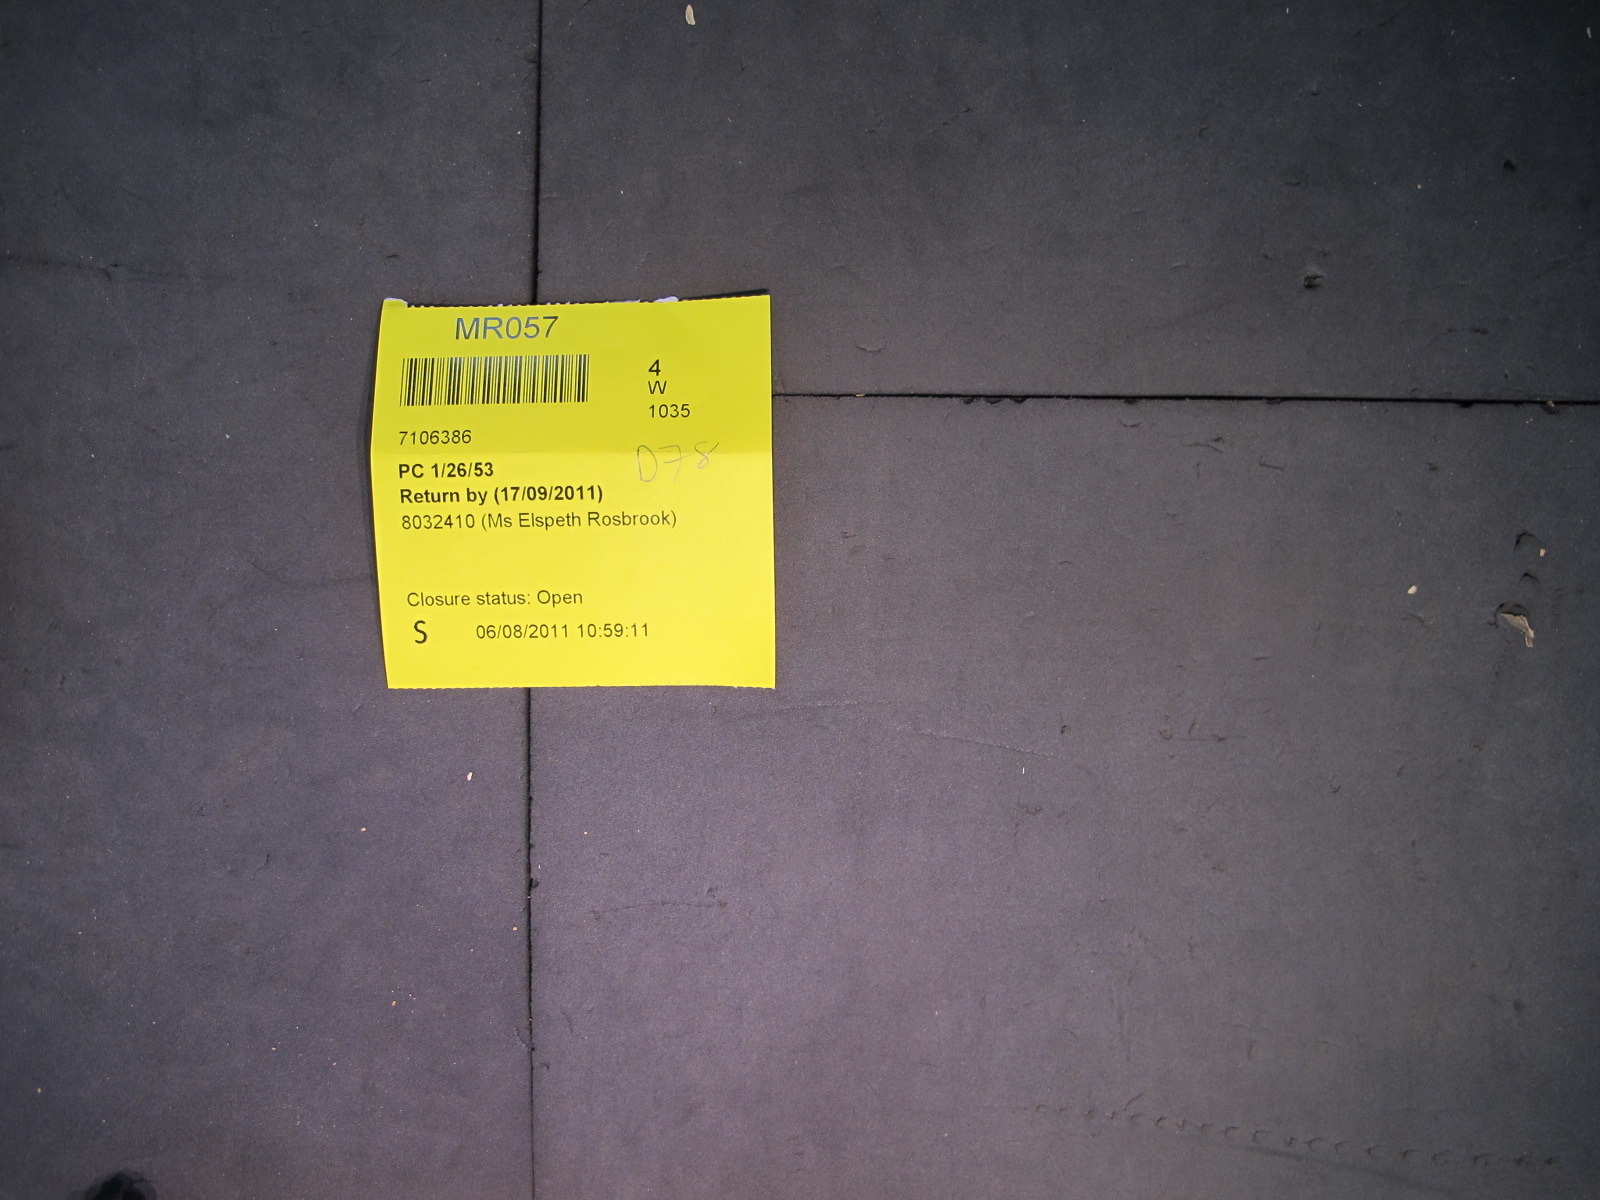 MR057
4
W
1035
7106386
D78
PC 1/26/53
Return by (17/09/2011)
8032410 (Ms Elspeth Rosbrook)
Closure status: Open
S 06/08/2011 10:59:11